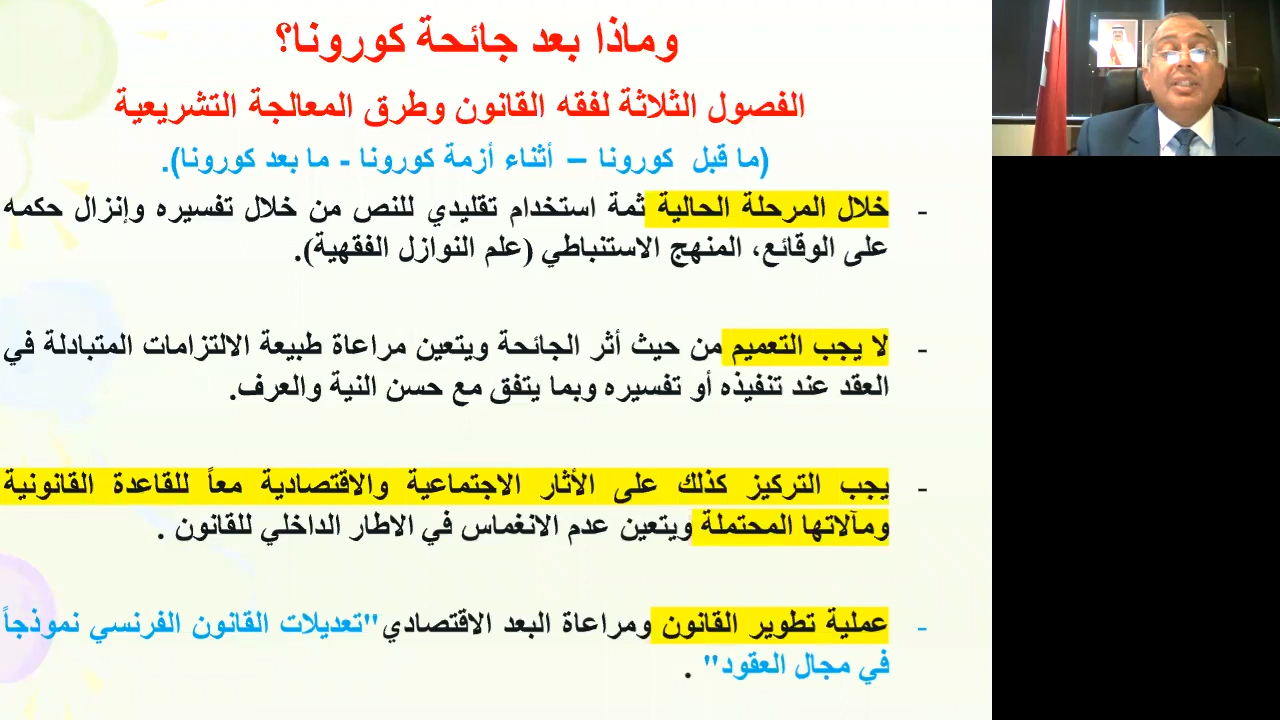 وماذا بعد جائحة كورونا؟
الفصول الثلاثة لفقه القانون وطرق المعالجة التشريعية
(ما قبل كورونا – أثناء أزمة كورونا - ما بعد كورونا).
- خلال المرحلة الحالية ثمة استخدام تقليدي للنص من خلال تفسيره وإنزال حكمه
على الوقائع، المنهج الاستنباطي (علم النوازل الفقهية).
- لا يجب التعميم من حيث أثر الجائحة ويتعين مراعاة طبيعة الالتزامات المتبادلة في
العقد عند تنفيذه أو تفسيره وبما يتفق مع حسن النية والعرف.
- يجب التركيز كذلك على الأثار الاجتماعية والاقتصادية معاً للقاعدة القانونية
ومآلاتها المحتملة ويتعين عدم الانغماس في الاطار الداخلي للقانون .
- عملية تطوير القانون ومراعاة البعد الاقتصادي "تعديلات القانون الفرنسي نموذجاً
في مجال العقود" .